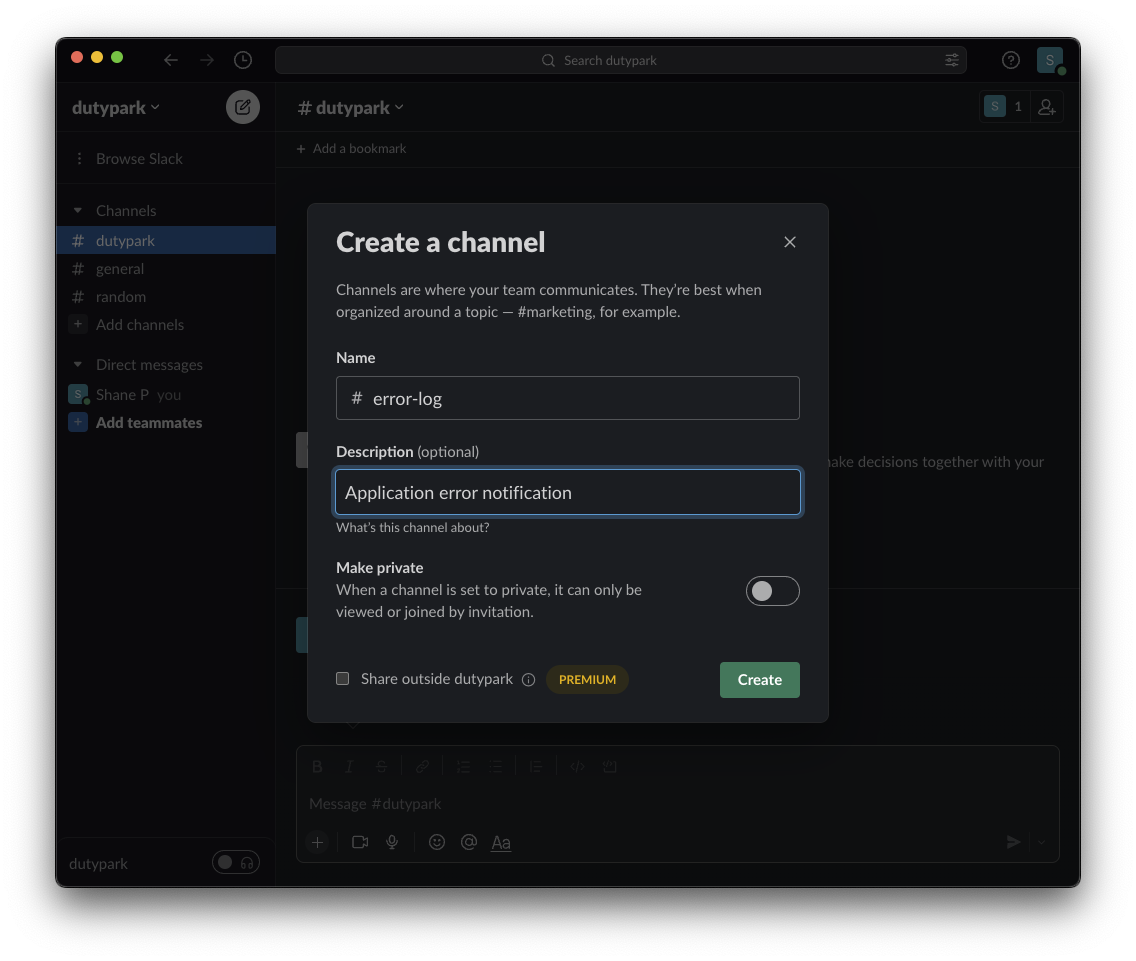 Search dutypark
S
dutypark
# dutypark
S 1
Browse Slack
+ Add a bookmark
Channels
# dutypark
# general
# random
+ Add channels
Direct messages
S Shane P you
+ Add teammates
Create a channel
Channels are where your team communicates. They’re best when
organized around a topic — #marketing, for example.
Name
# error-log
Description (optional)
Application error notification
What’s this channel about?
Make private
When a channel is set to private, it can only be
viewed or joined by invitation.
Share outside dutypark PREMIUM
Create
decisions together with your
B I S
Message #dutypark
+ @ Aa
dutypark